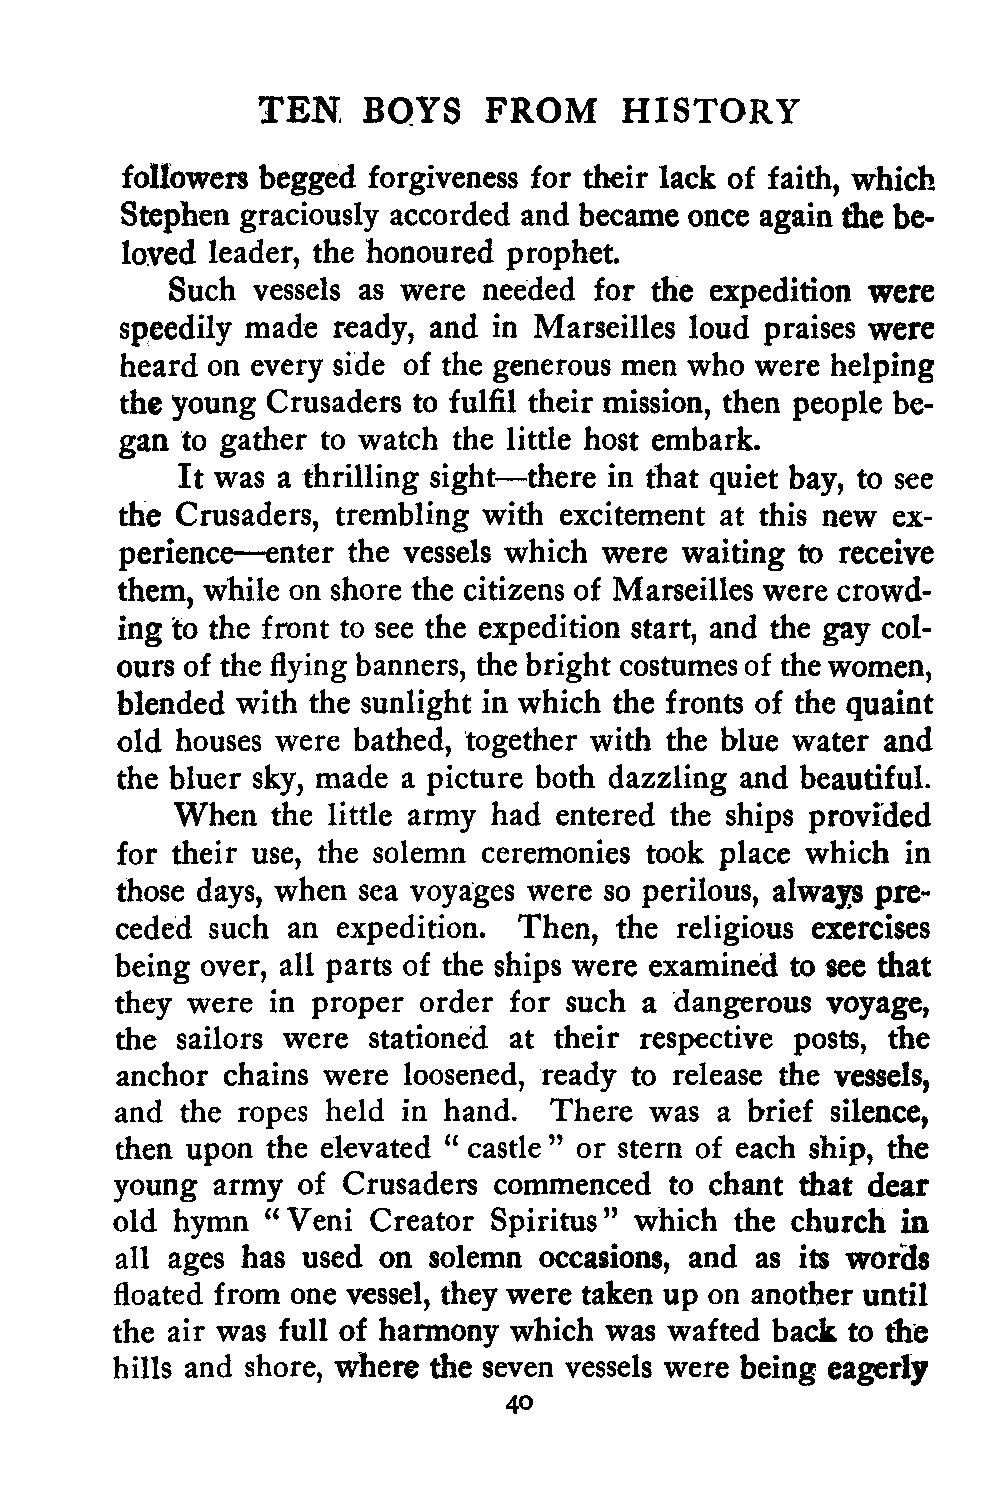 TEN BOYS FROM HISTORY
followers begged forgiveness for their lack of faith, which
Stephen graciously accorded and became once again the be-
loved leader, the honoured prophet.
Such vessels as were needed for the expedition were
speedily made ready, and in Marseilles loud praises were
heard on every side of the generous men who were helping
the young Crusaders to fulfil their mission, then people be-
gan to gather to watch the little host embark.
It was a thrilling sight—there in that quiet bay, to see
the Crusaders, trembling with excitement at this new ex-
perience—enter the vessels which were waiting to receive
them, while on shore the citizens of Marseilles were crowd-
ing to the front to see the expedition start, and the gay col-
ours of the flying banners, the bright costumes of the women,
blended with the sunlight in which the fronts of the quaint
old houses were bathed, together with the blue water and
the bluer sky, made a picture both dazzling and beautiful.
When the little army had entered the ships provided
for their use, the solemn ceremonies took place which in
those days, when sea voyages were so perilous, always pre-
ceded such an expedition. Then, the religious exercises
being over, all parts of the ships were examined to see that
they were in proper order for such a dangerous voyage,
the sailors were stationed at their respective posts, the
anchor chains were loosened, ready to release the vessels,
and the ropes held in hand. There was a brief silence,
then upon the elevated " castle " or stern of each ship, the
young army of Crusaders commenced to chant that dear
old hymn " Veni Creator Spiritus " which the church in
all ages has used on solemn occasions, and as its words
floated from one vessel, they were taken up on another until
the air was full of harmony which was wafted back to the
hills and shore, where the seven vessels were being eagerly
40